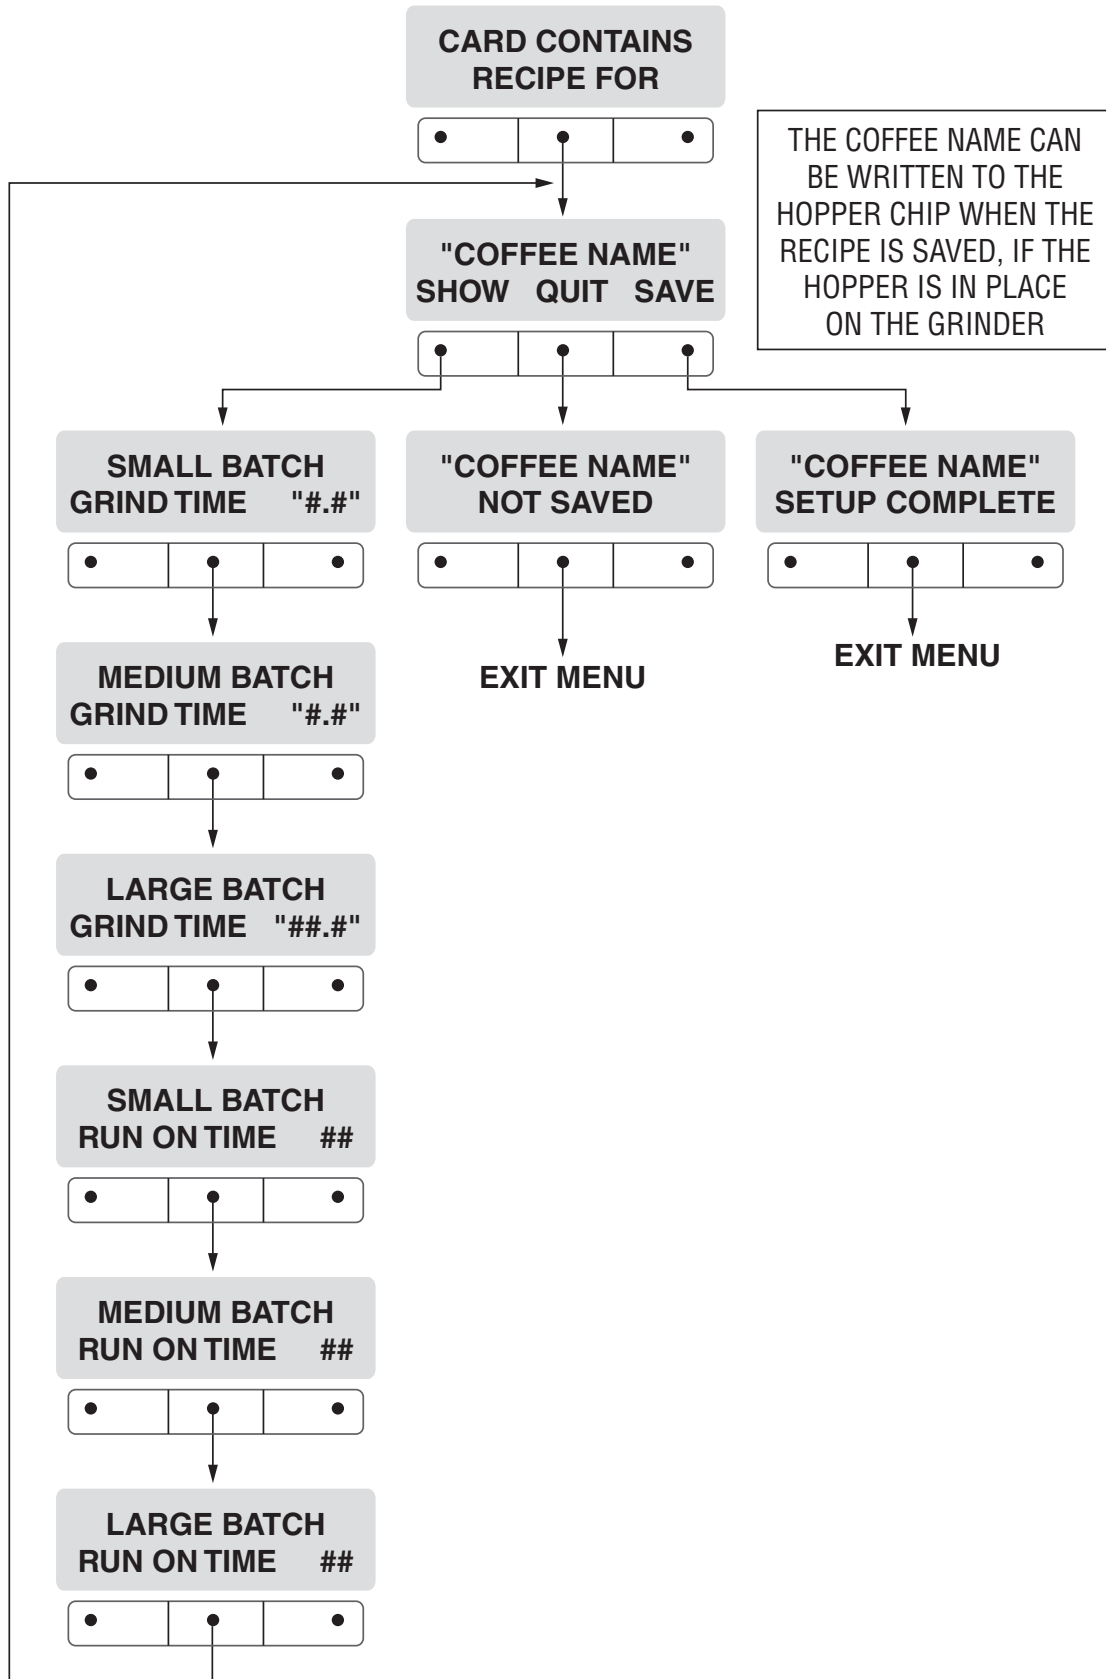 CARD CONTAINS
RECIPE FOR
THE COFFEE NAME CAN
BE WRITTEN TO THE
HOPPER CHIP WHEN THE
RECIPE IS SAVED, IF THE
HOPPER IS IN PLACE
ON THE GRINDER
"COFFEE NAME"
SHOW QUIT SAVE
SMALL BATCH
GRIND TIME "#.#"
"COFFEE NAME"
NOT SAVED
"COFFEE NAME"
SETUP COMPLETE
EXIT MENU
EXIT MENU
MEDIUM BATCH
GRIND TIME "#.#"
LARGE BATCH
GRIND TIME "##.#"
SMALL BATCH
RUN ON TIME ##
MEDIUM BATCH
RUN ON TIME ##
LARGE BATCH
RUN ON TIME ##